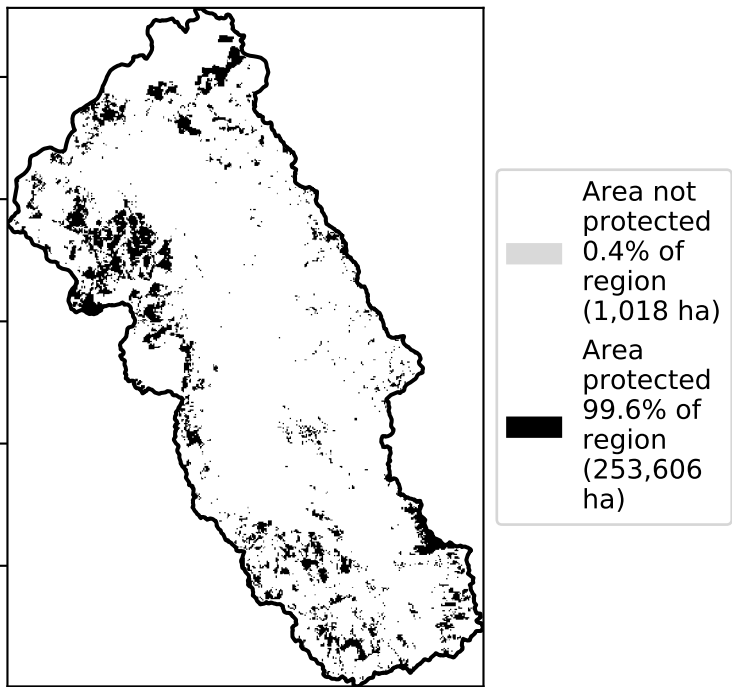 Area not
protected
0.4% of
region
(1,018 ha)
Area
protected
99.6% of
region
(253,606
ha)